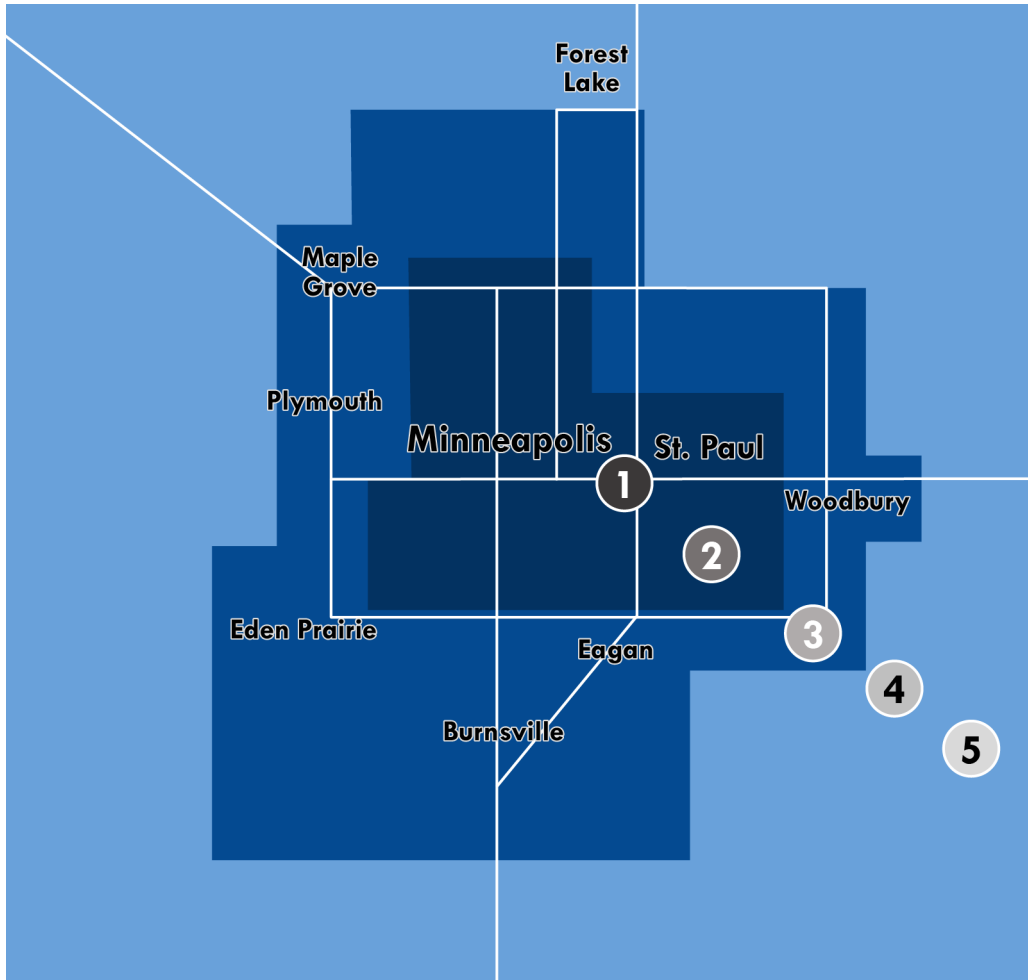 Forest
Lake
Maple
Grove
Plymouth
Minneapolis
St. Paul
1
Woodbury
2
Eden Prairie
3
Eagan
4
Burnsville
5